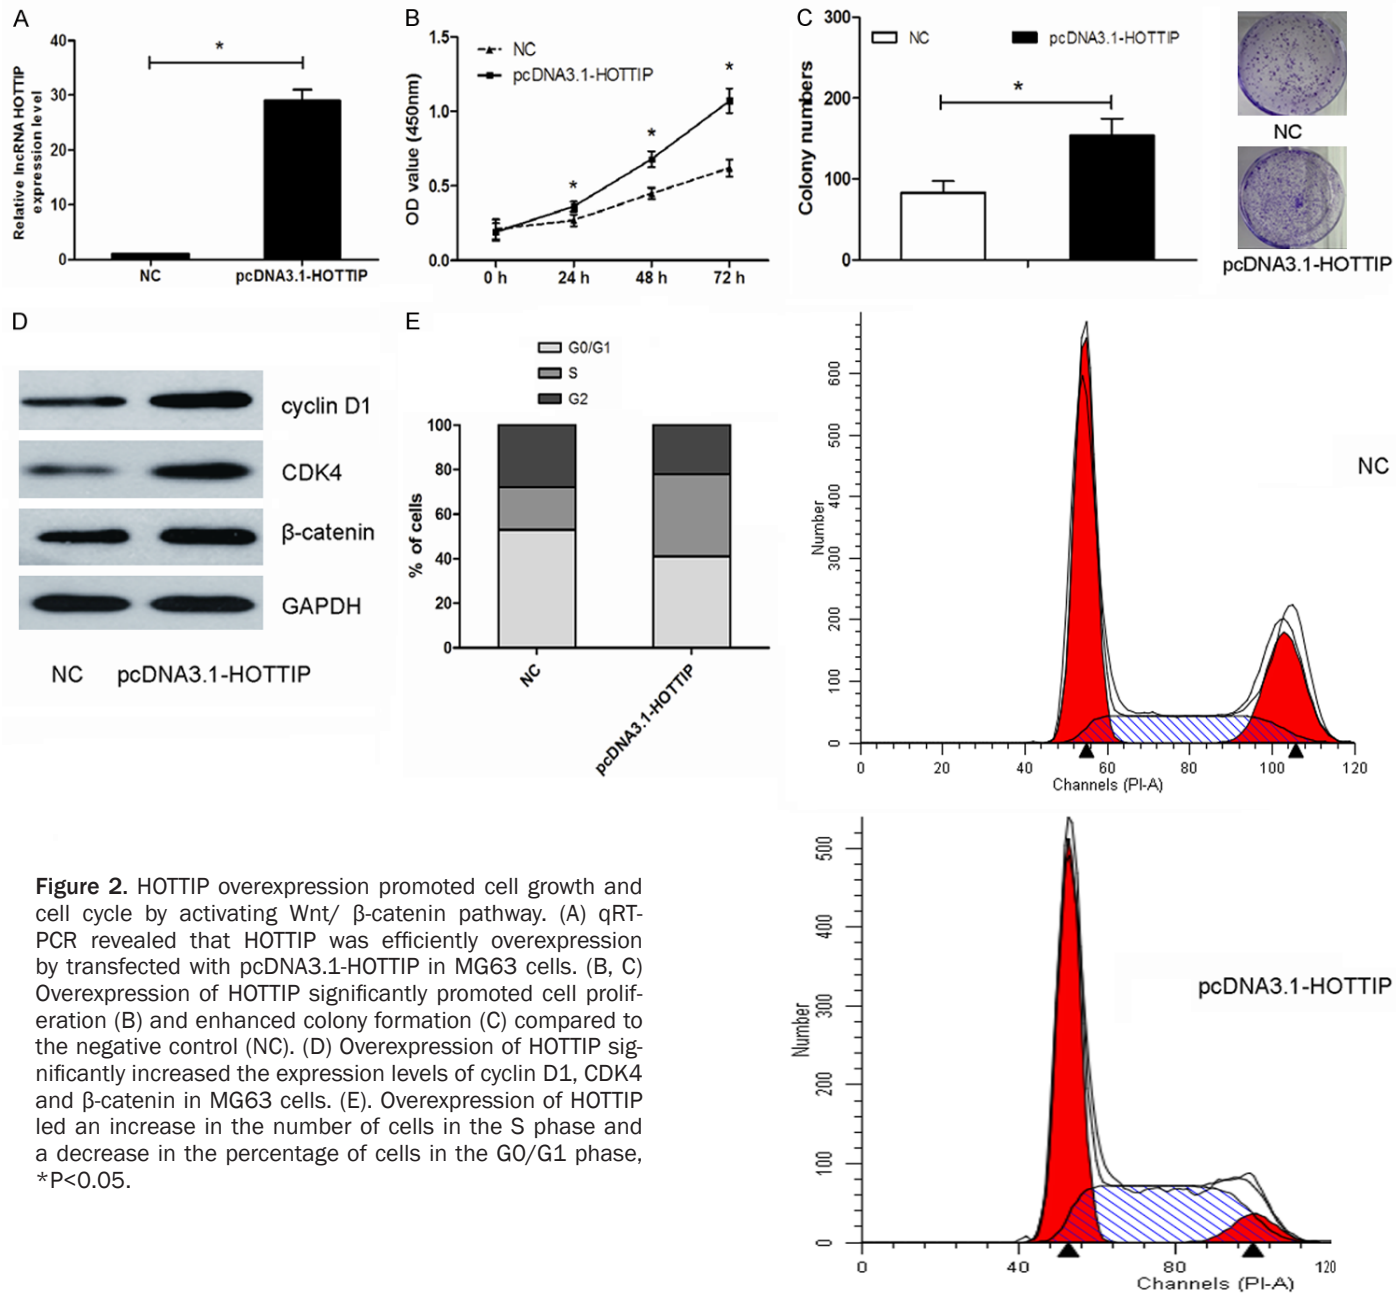 A
Relative lncRNA HOTTIP
expression level
40
30
20
10
0
*
NC
pcDNA3.1-HOTTIP
B
OD value (450nm)
1.5
1.0
0.5
0.0
NC
pcDNA3.1-HOTTIP
*
*
*
0 h
24 h
48 h
72 h
C
Colony numbers
300
200
100
0
NC
pcDNA3.1-HOTTIP
*
NC
pcDNA3.1-HOTTIP
D
cyclin D1
CDK4
β-catenin
GAPDH
NC pcDNA3.1-HOTTIP
E
G0/G1
S
G2
% of cells
100
80
60
40
20
0
NC
pcDNA3.1-HOTTIP
Number
600
500
400
300
200
100
0
0 20 40 60 80 100 120
Channels (PI-A)
NC
Number
500
400
300
200
100
0
0 40 80 120
Channels (PI-A)
pcDNA3.1-HOTTIP
Figure 2. HOTTIP overexpression promoted cell growth and
cell cycle by activating Wnt/ β-catenin pathway. (A) qRT-
PCR revealed that HOTTIP was efficiently overexpression
by transfected with pcDNA3.1-HOTTIP in MG63 cells. (B, C)
Overexpression of HOTTIP significantly promoted cell prolif-
eration (B) and enhanced colony formation (C) compared to
the negative control (NC). (D) Overexpression of HOTTIP sig-
nificantly increased the expression levels of cyclin D1, CDK4
and β-catenin in MG63 cells. (E). Overexpression of HOTTIP
led an increase in the number of cells in the S phase and
a decrease in the percentage of cells in the G0/G1 phase,
*P<0.05.